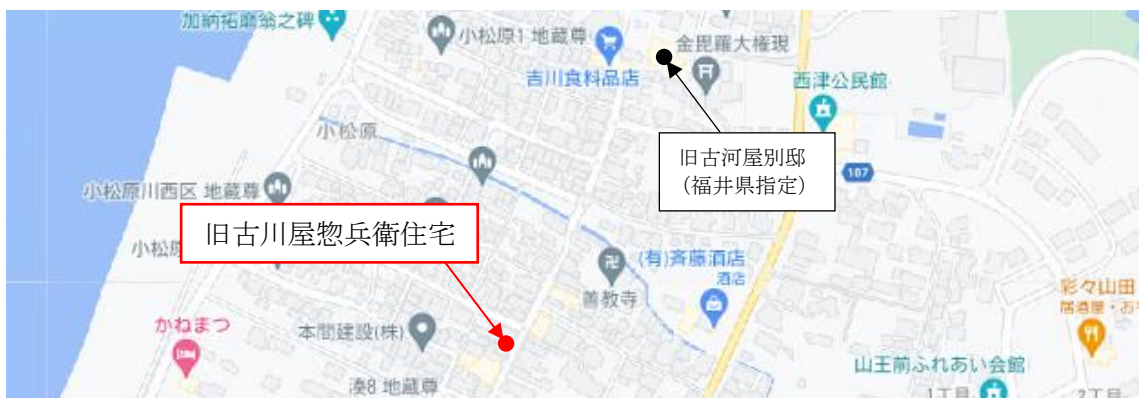 加納拓磨翁之碑
小松原1 地蔵尊
吉川食料品店
金毘羅大権現
西津公民館
小松原
旧古河屋別邸
（福井県指定）
107
小松原川西区 地蔵尊
旧古川屋惣兵衛住宅
小松原
(有)斉藤酒店
酒店
善教寺
かねまつ
本間建設(株)
湊8 地蔵尊
彩々山田
居酒屋・お
山王前ふれあい会館
1丁目
2丁目